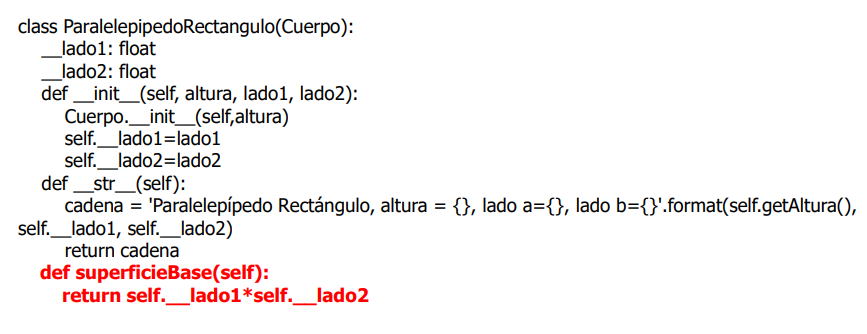 class ParalelepipedoRectangulo(Cuerpo):
    __lado1: float
    __lado2: float
    def __init__(self, altura, lado1, lado2):
        Cuerpo.__init__(self,altura)
        self.__lado1=lado1
        self.__lado2=lado2
    def __str__(self):
        cadena = 'Paralelepípedo Rectángulo, altura = {}, lado a={}, lado b={}'.format(self.getAltura(),
self.__lado1, self.__lado2)
        return cadena
    def superficieBase(self):
        return self.__lado1*self.__lado2